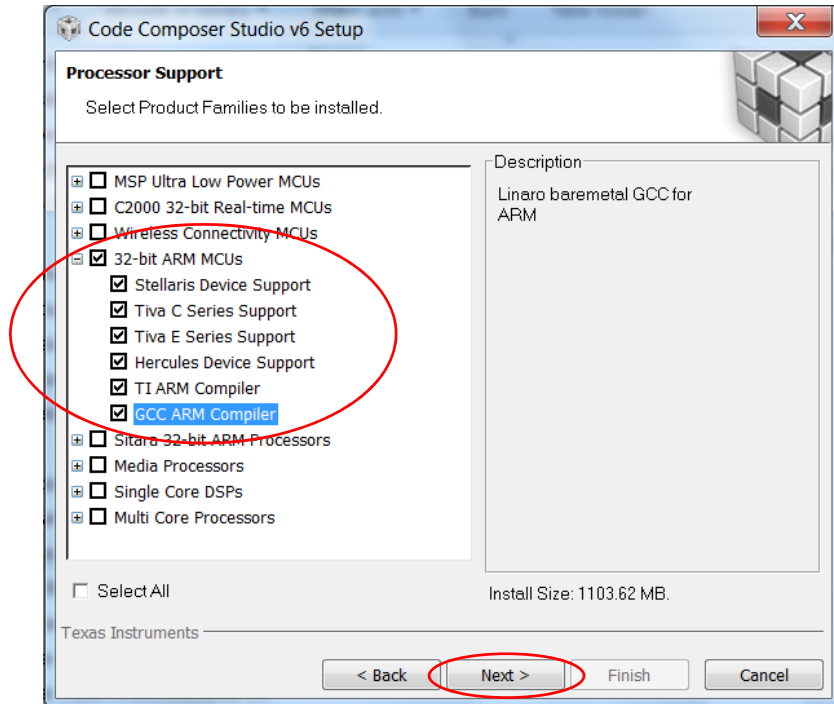 Code Composer Studio v6 Setup
Processor Support
Select Product Families to be installed.
MSP Ultra Low Power MCUs
C2000 32-bit Real-time MCUs
Wireless Connectivity MCUs
32-bit ARM MCUs
Stellaris Device Support
Tiva C Series Support
Tiva E Series Support
Hercules Device Support
TI ARM Compiler
GCC ARM Compiler
Sitara 32-bit ARM Processors
Media Processors
Single Core DSPs
Multi Core Processors
Select All
Description
Linaro baremetal GCC for
ARM
Install Size: 1103.62 MB.
Texas Instruments
< Back
Next >
Finish
Cancel